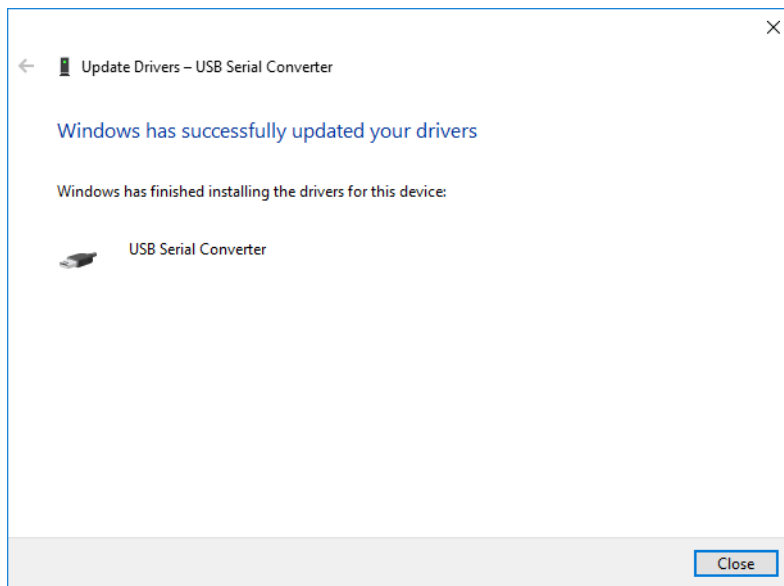 Update Drivers – USB Serial Converter
Windows has successfully updated your drivers
Windows has finished installing the drivers for this device:
USB Serial Converter
Close